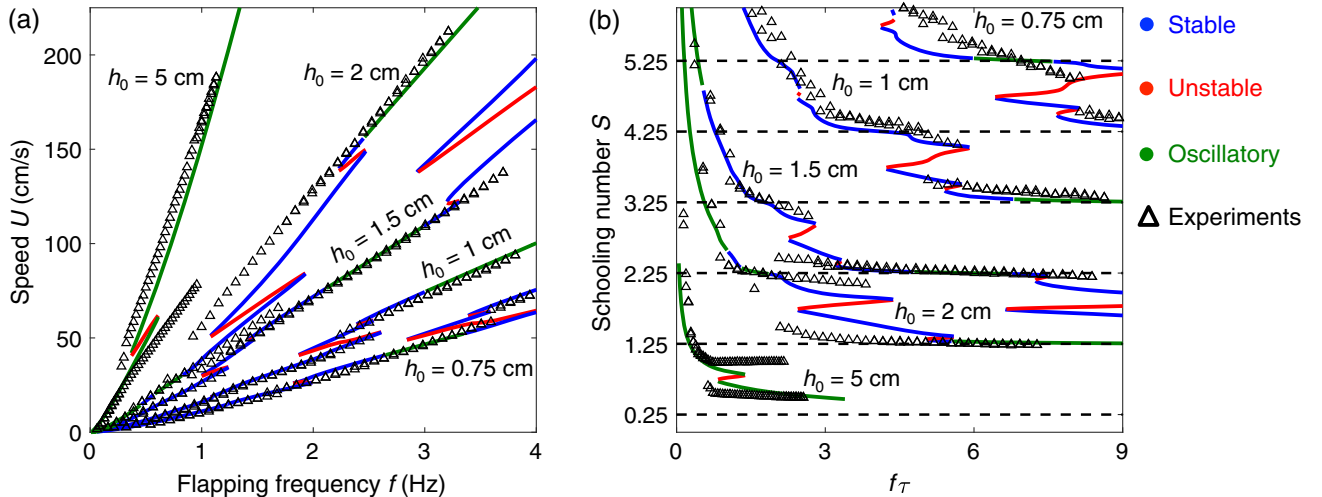 (a)
200
150
100
50
0
Speed U (cm/s)
h0 = 5 cm
h0 = 2 cm
h0 = 1.5 cm
h0 = 1 cm
h0 = 0.75 cm
0 1 2 3 4
Flapping frequency f (Hz)
(b)
5.25
4.25
3.25
2.25
1.25
0.25
Schooling number S
h0 = 0.75 cm
h0 = 1 cm
h0 = 1.5 cm
h0 = 2 cm
h0 = 5 cm
0 3 6 9
fτ
Stable
Unstable
Oscillatory
Experiments